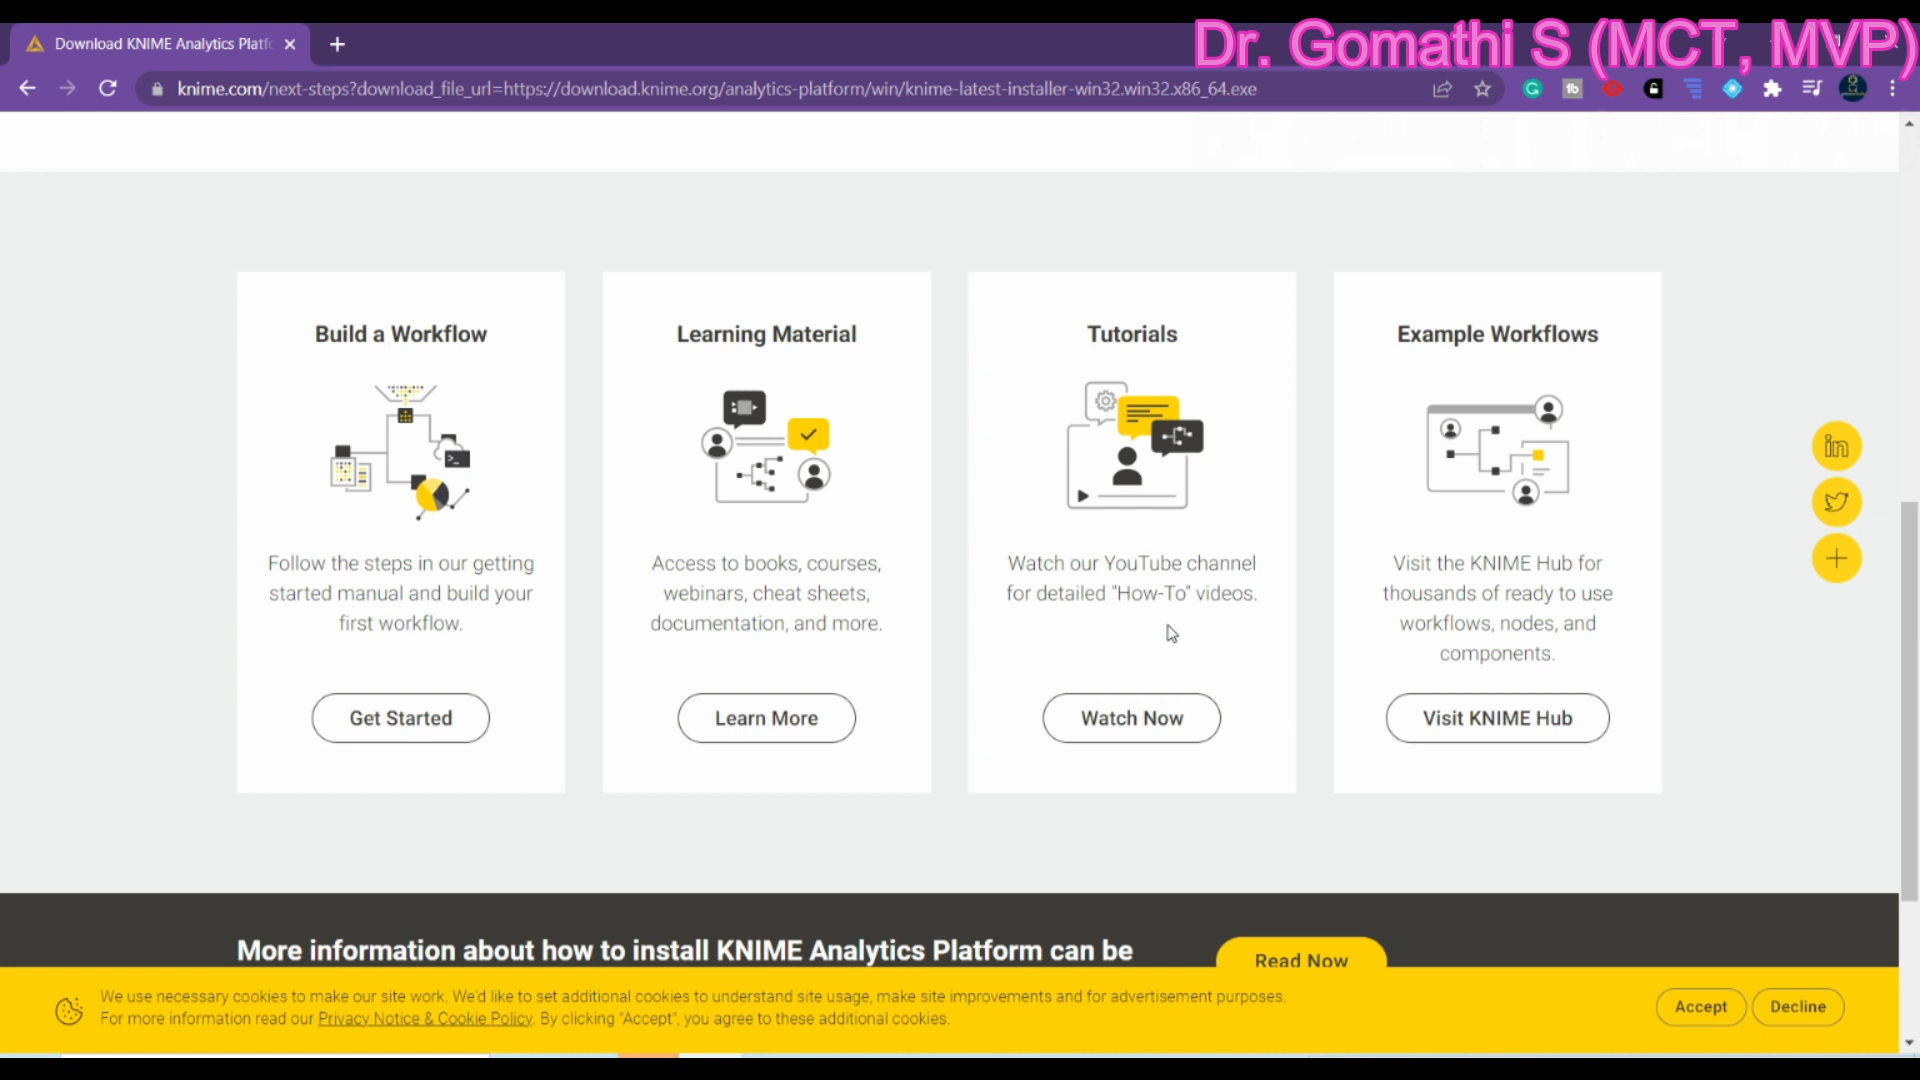 Dr. Gomathi S (MCT, MVP)
Download KNIME Analytics Platf
knime.com/next-steps?download_file_url=https://download.knime.org/analytics-platform/win/knime-latest-installer-win32.win32.x86_64.exe
Build a Workflow
Follow the steps in our getting
started manual and build your
first workflow.
Get Started
Learning Material
Access to books, courses,
webinars, cheat sheets,
documentation, and more.
Learn More
Tutorials
Watch our YouTube channel
for detailed "How-To" videos.
Watch Now
Example Workflows
Visit the KNIME Hub for
thousands of ready to use
workflows, nodes, and
components.
Visit KNIME Hub
in
More information about how to install KNIME Analytics Platform can be
Read Now
We use necessary cookies to make our site work. We'd like to set additional cookies to understand site usage, make site improvements and for advertisement purposes.
For more information read our Privacy Notice & Cookie Policy. By clicking "Accept", you agree to these additional cookies.
Accept
Decline